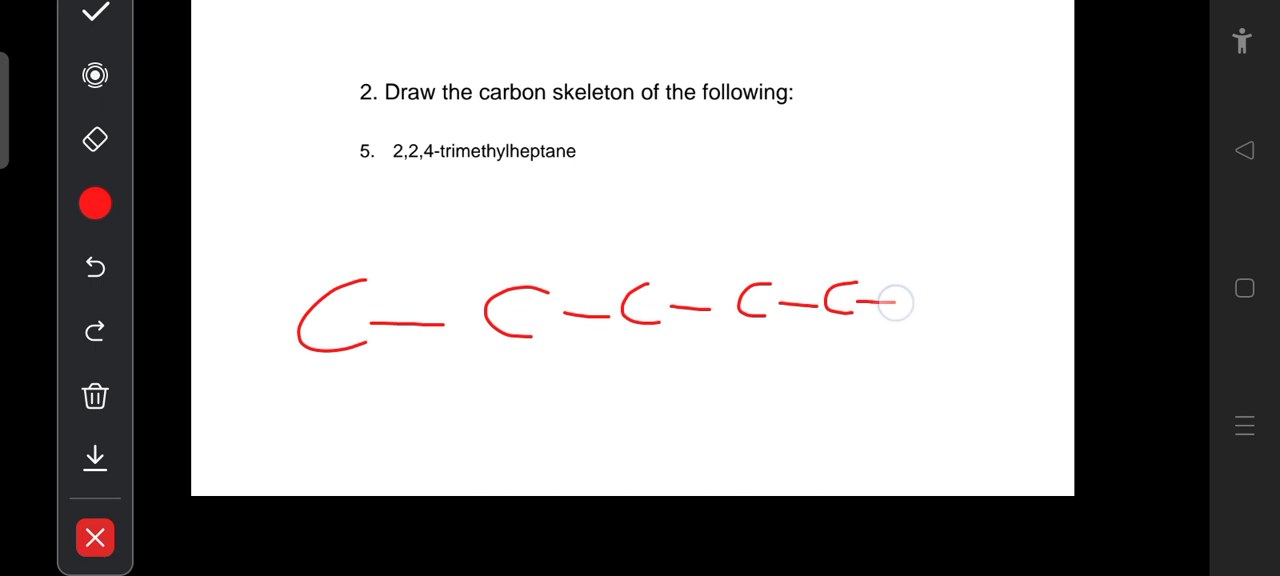 2. Draw the carbon skeleton of the following:
5. 2,2,4-trimethylheptane
C - C - C - C - C -